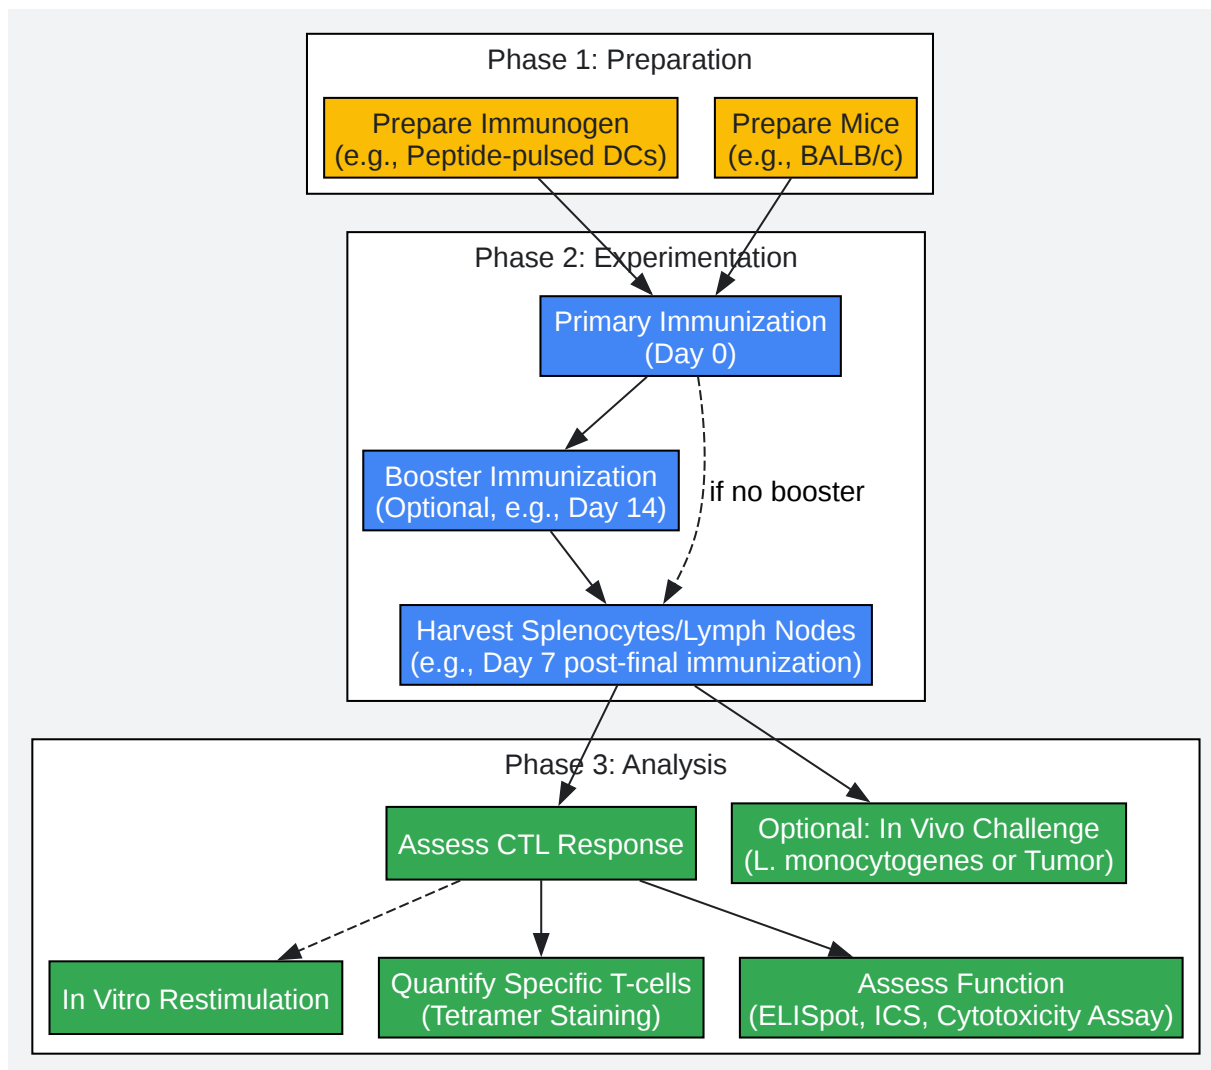 Phase 1: Preparation
Prepare Immunogen
(e.g., Peptide-pulsed DCs)
Prepare Mice
(e.g., BALB/c)
Phase 2: Experimentation
Primary Immunization
(Day 0)
Booster Immunization
(Optional, e.g., Day 14)
if no booster
Harvest Splenocytes/Lymph Nodes
(e.g., Day 7 post-final immunization)
Phase 3: Analysis
Assess CTL Response
Optional: In Vivo Challenge
(L. monocytogenes or Tumor)
In Vitro Restimulation
Quantify Specific T-cells
(Tetramer Staining)
Assess Function
(ELISpot, ICS, Cytotoxicity Assay)